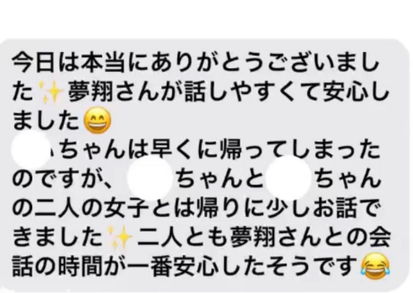 今日は本当にありがとうございまし
た✨夢翔さんが話しやすくて安心し
ました😄
ちゃんは早くに帰ってしまった
のですが、 ちゃんと ちゃん
の二人の女子とは帰りに少しお話で
きました✨二人とも夢翔さんとの会
話の時間が一番安心したそうです😂